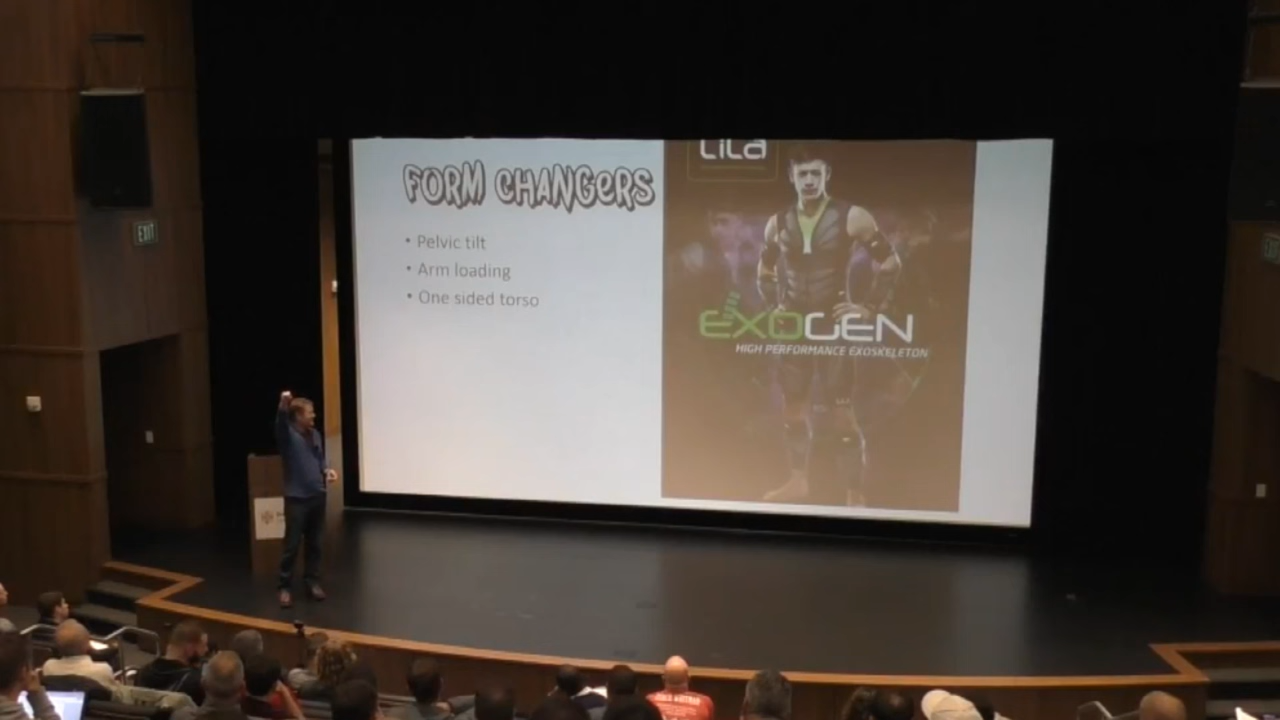 FORM CHANGERS
• Pelvic tilt
• Arm loading
• One sided torso
LiLa
EXOGEN
HIGH PERFORMANCE EXOSKELETON
EXIT